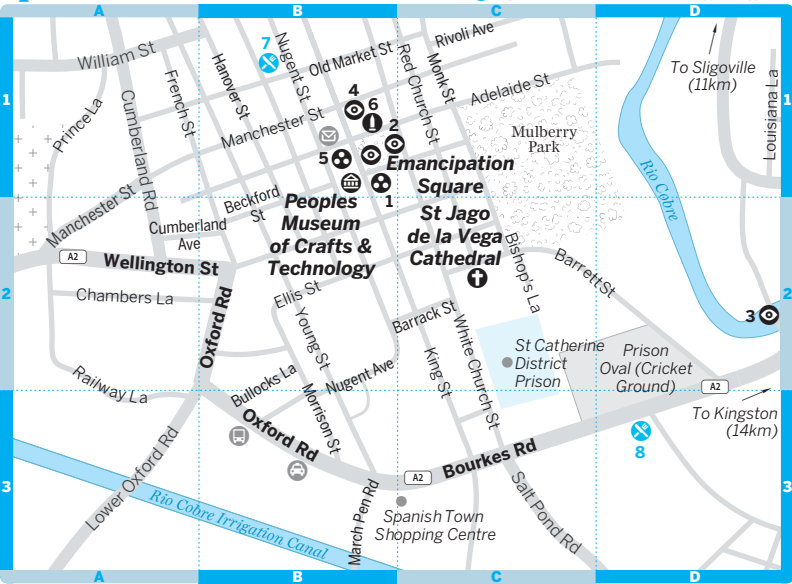 A
B
C
D
1
2
3
1
2
3
William St
Prince La
Cumberland Rd
French St
Hanover St
7
Nugent St
Old Market St
Red Church St
Rivoli Ave
Monk St
Adelaide St
To Sligoville
(11km)
Louisiana La
Manchester St
4
6
2
5
1
Mulberry
Park
Rio Cobre
Emancipation
Square
Manchester St
Beckford
St
Cumberland
Ave
Peoples
Museum
of Crafts &
Technology
St Jago
de la Vega
Cathedral
Bishop's La
Barrett St
A2
Wellington St
Chambers La
Oxford Rd
Ellis St
Young St
Barrack St
White Church St
King St
3
St Catherine
District
Prison
Prison
Oval (Cricket
Ground)
A2
Railway La
Bullocks La
Nugent Ave
Morrison St
Oxford Rd
To Kingston
(14km)
8
Lower Oxford Rd
A2
Bourkes Rd
Rio Cobre Irrigation Canal
March Pen Rd
Spanish Town
Shopping Centre
Salt Pond Rd
A
B
C
D